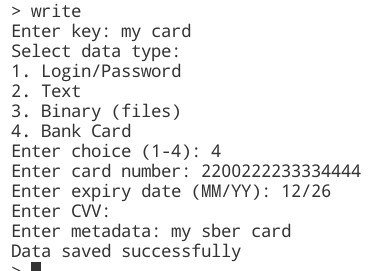 > write
Enter key: my card
Select data type:
1. Login/Password
2. Text
3. Binary (files)
4. Bank Card
Enter choice (1-4): 4
Enter card number: 2200222233334444
Enter expiry date (MM/YY): 12/26
Enter CVV:
Enter metadata: my sber card
Data saved successfully
>